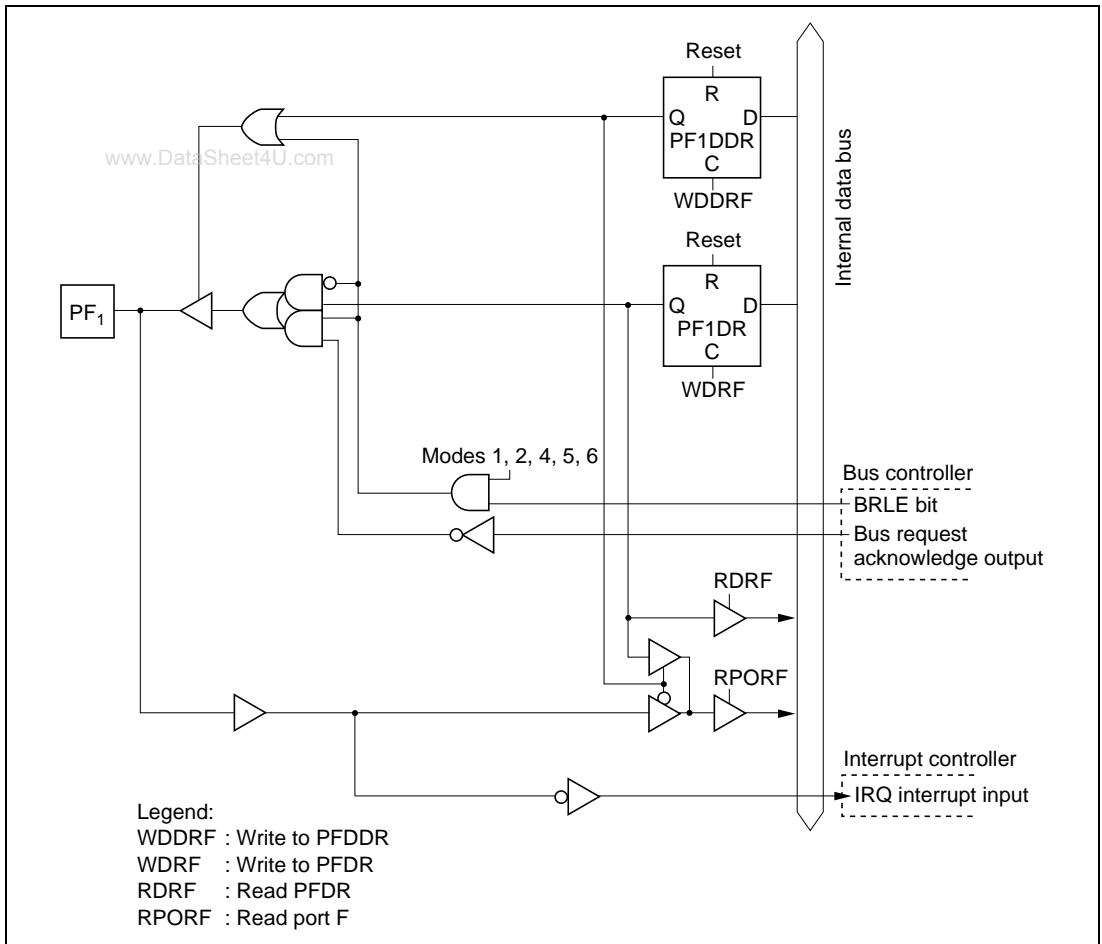 Reset
R
Q D
PF1DDR
C
WDDRF
www.DataSheet4U.com
Internal data bus
Reset
R
Q D
PF1DR
C
WDRF
PF1
Modes 1, 2, 4, 5, 6
Bus controller
BRLE bit
Bus request
acknowledge output
RDRF
RPORF
Interrupt controller
IRQ interrupt input
Legend:
WDDRF : Write to PFDDR
WDRF : Write to PFDR
RDRF : Read PFDR
RPORF : Read port F